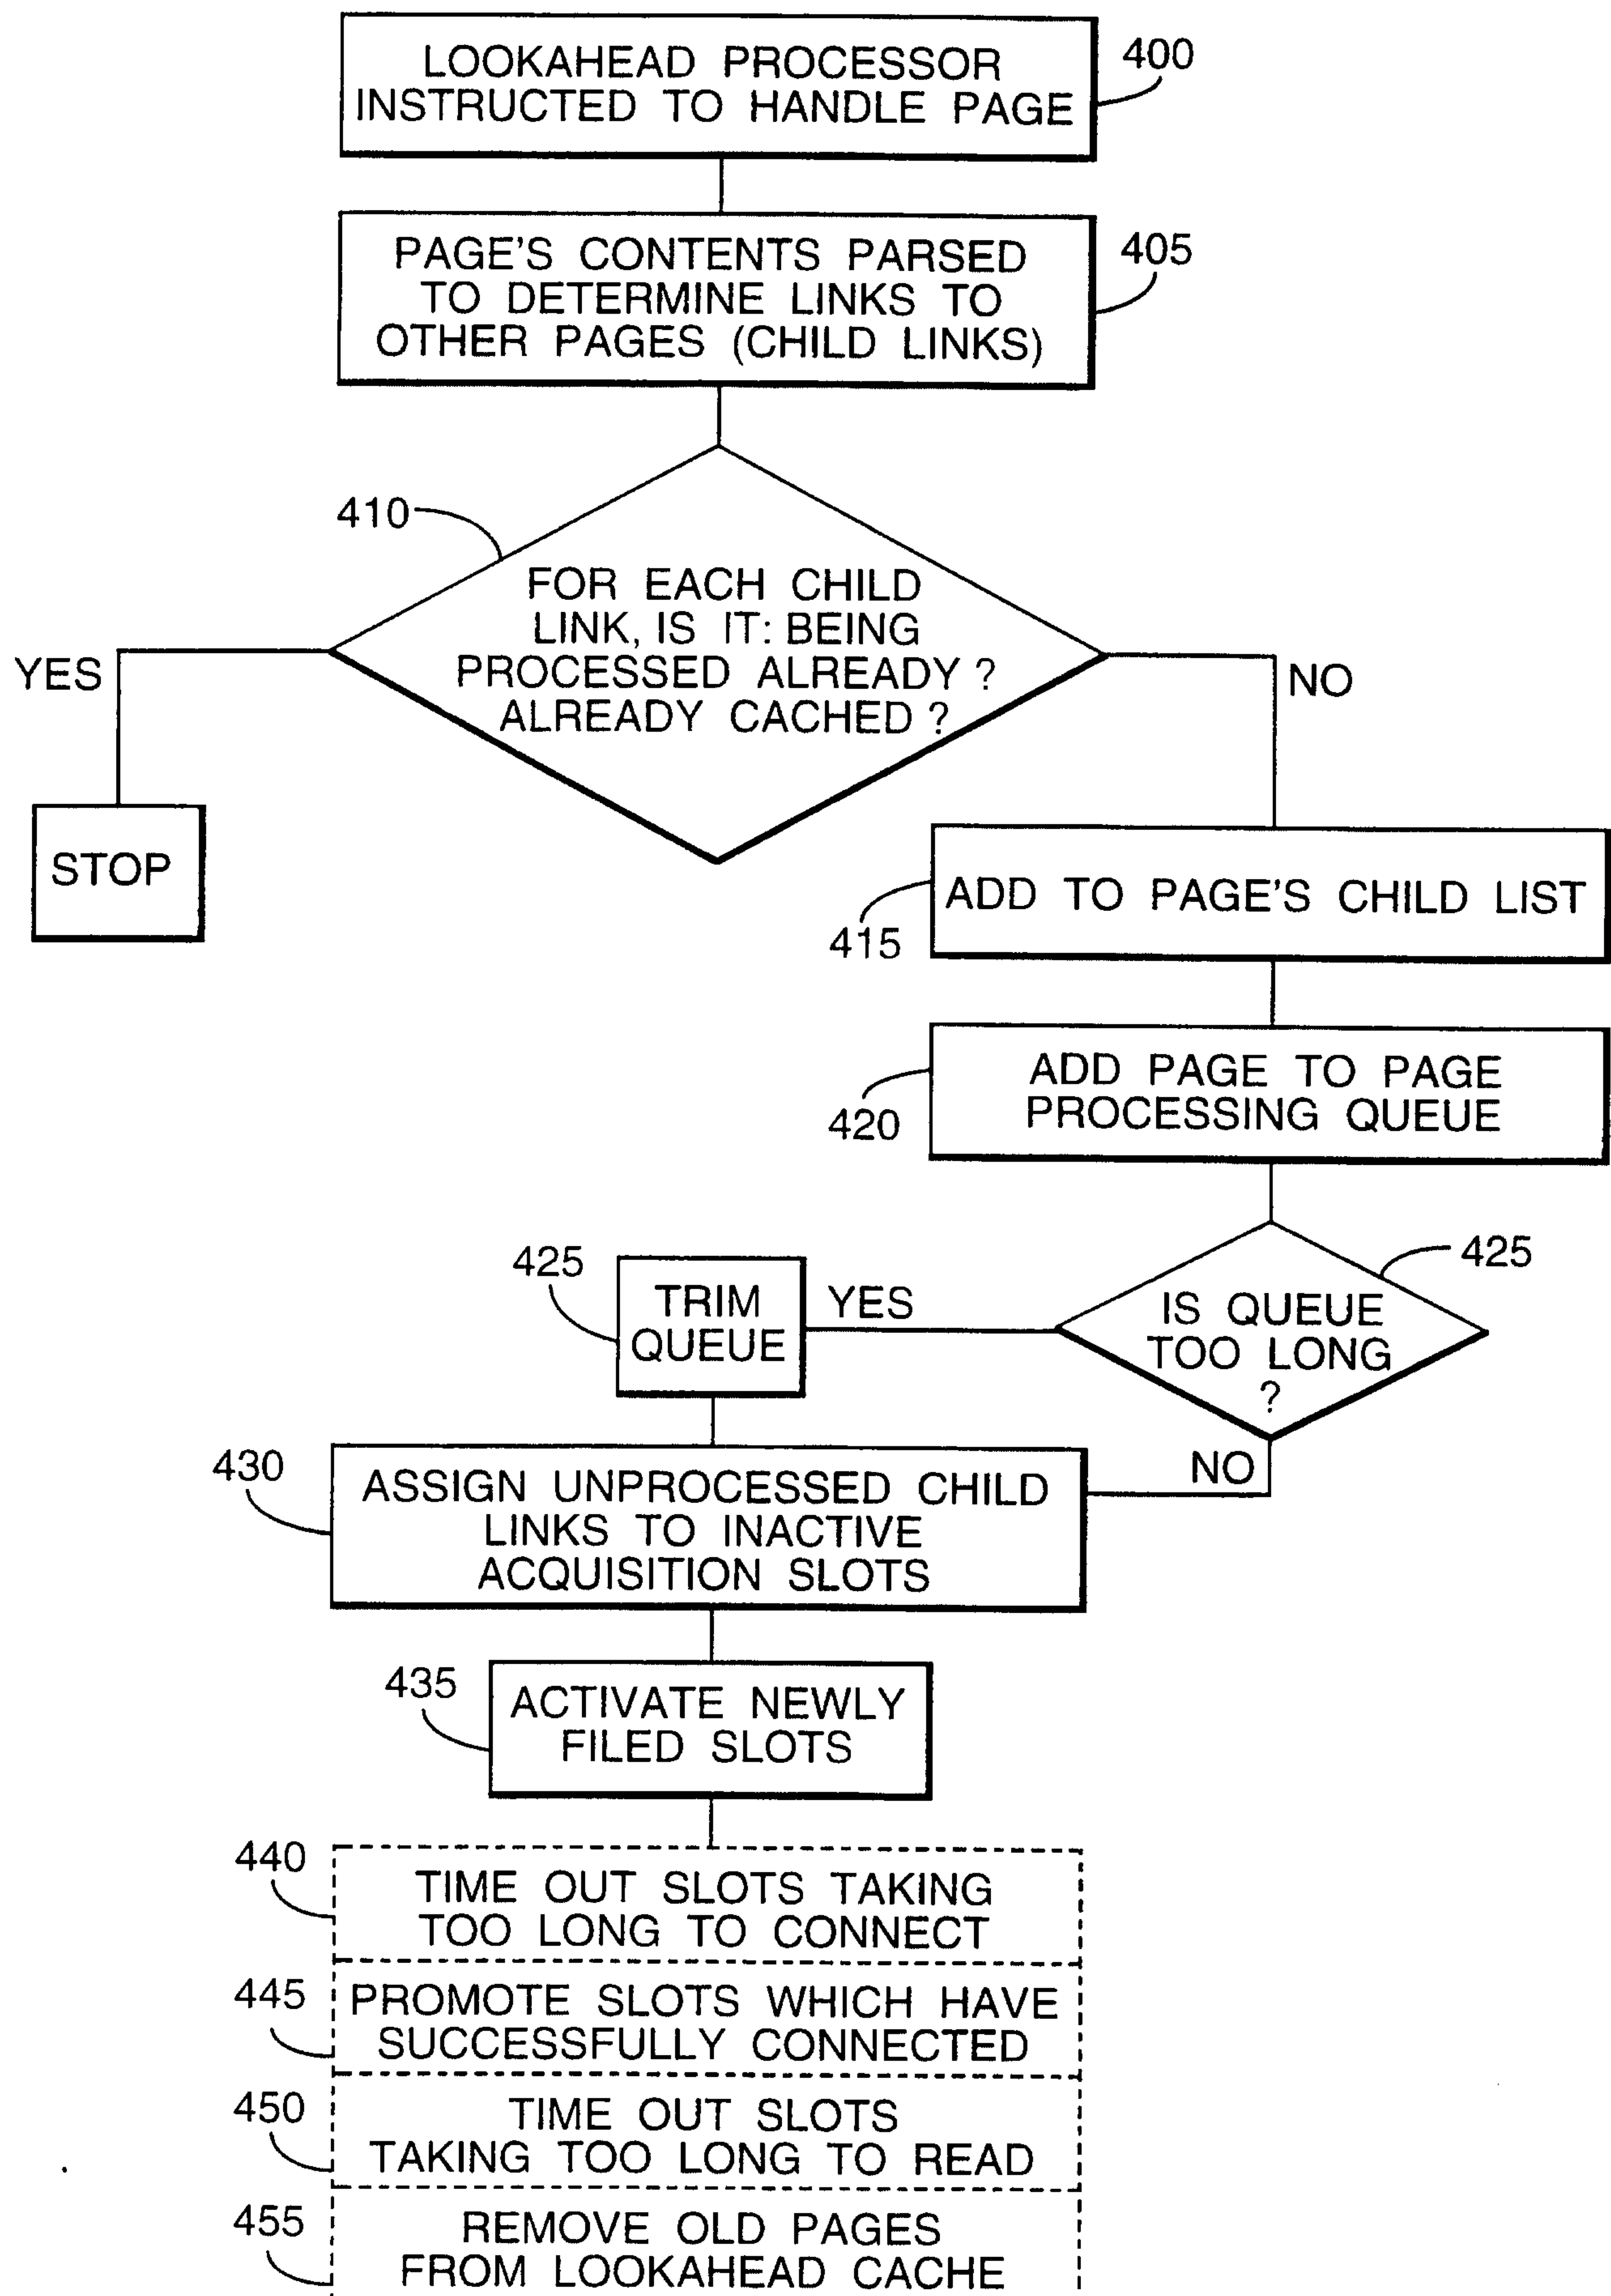 LOOKAHEAD PROCESSOR
INSTRUCTED TO HANDLE PAGE
400
PAGE'S CONTENTS PARSED
TO DETERMINE LINKS TO
OTHER PAGES (CHILD LINKS)
405
410
FOR EACH CHILD
LINK, IS IT: BEING
PROCESSED ALREADY?
ALREADY CACHED?
YES
NO
STOP
ADD TO PAGE'S CHILD LIST
415
ADD PAGE TO PAGE
PROCESSING QUEUE
420
425
IS QUEUE
TOO LONG
?
YES
425
TRIM
QUEUE
NO
430
ASSIGN UNPROCESSED CHILD
LINKS TO INACTIVE
ACQUISITION SLOTS
435
ACTIVATE NEWLY
FILED SLOTS
440
TIME OUT SLOTS TAKING
TOO LONG TO CONNECT
445
PROMOTE SLOTS WHICH HAVE
SUCCESSFULLY CONNECTED
450
TIME OUT SLOTS
TAKING TOO LONG TO READ
455
REMOVE OLD PAGES
FROM LOOKAHEAD CACHE